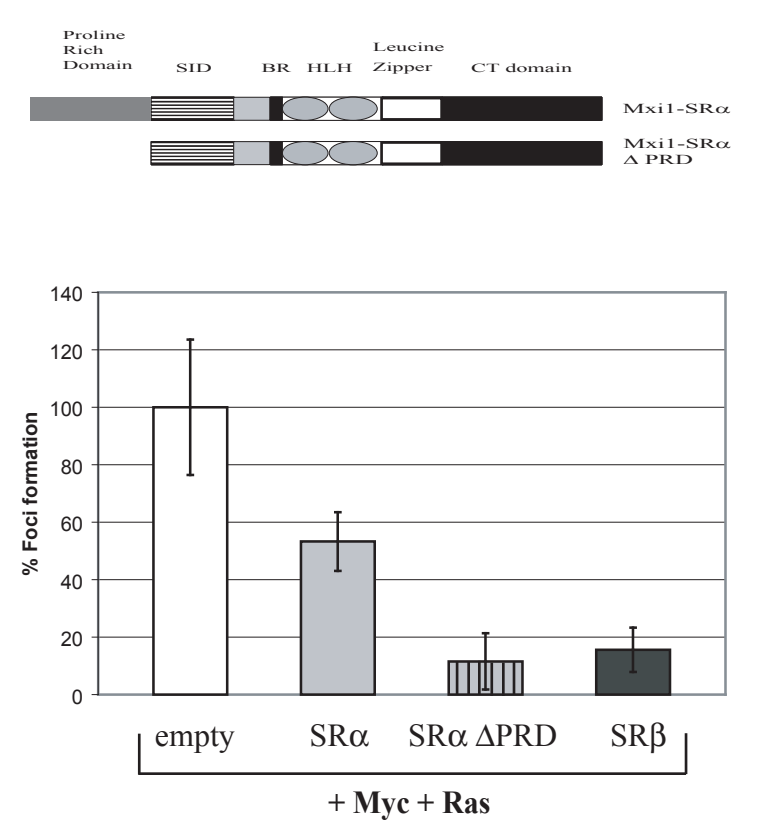 Proline
Rich
Domain
SID
BR
HLH
Leucine
Zipper
CT domain
Mxi1-SRα
Mxi1-SRα
Δ PRD
% Foci formation
140
120
100
80
60
40
20
0
empty
SRα
SRα ΔPRD
SRβ
+ Myc + Ras